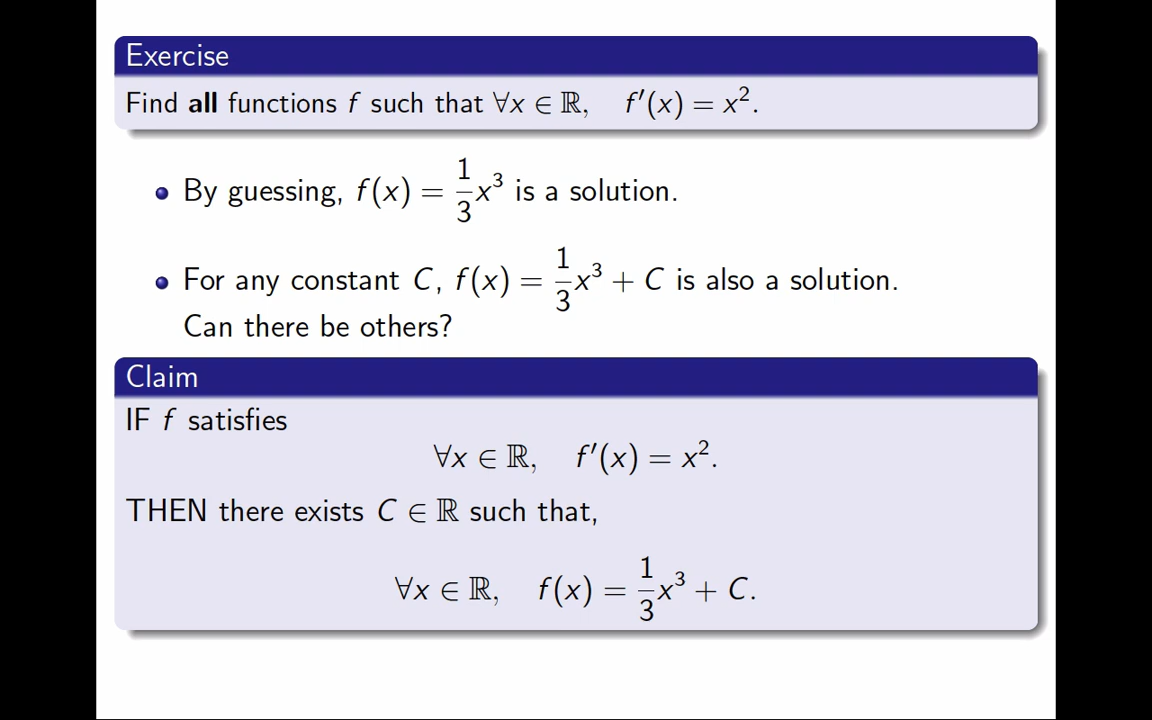 Exercise
Find all functions f such that ∀x ∈ ℝ, f′(x) = x².
By guessing, f(x) = 1/3 x³ is a solution.
For any constant C, f(x) = 1/3 x³ + C is also a solution.
Can there be others?
Claim
IF f satisfies
∀x ∈ ℝ, f′(x) = x².
THEN there exists C ∈ ℝ such that,
∀x ∈ ℝ, f(x) = 1/3 x³ + C.